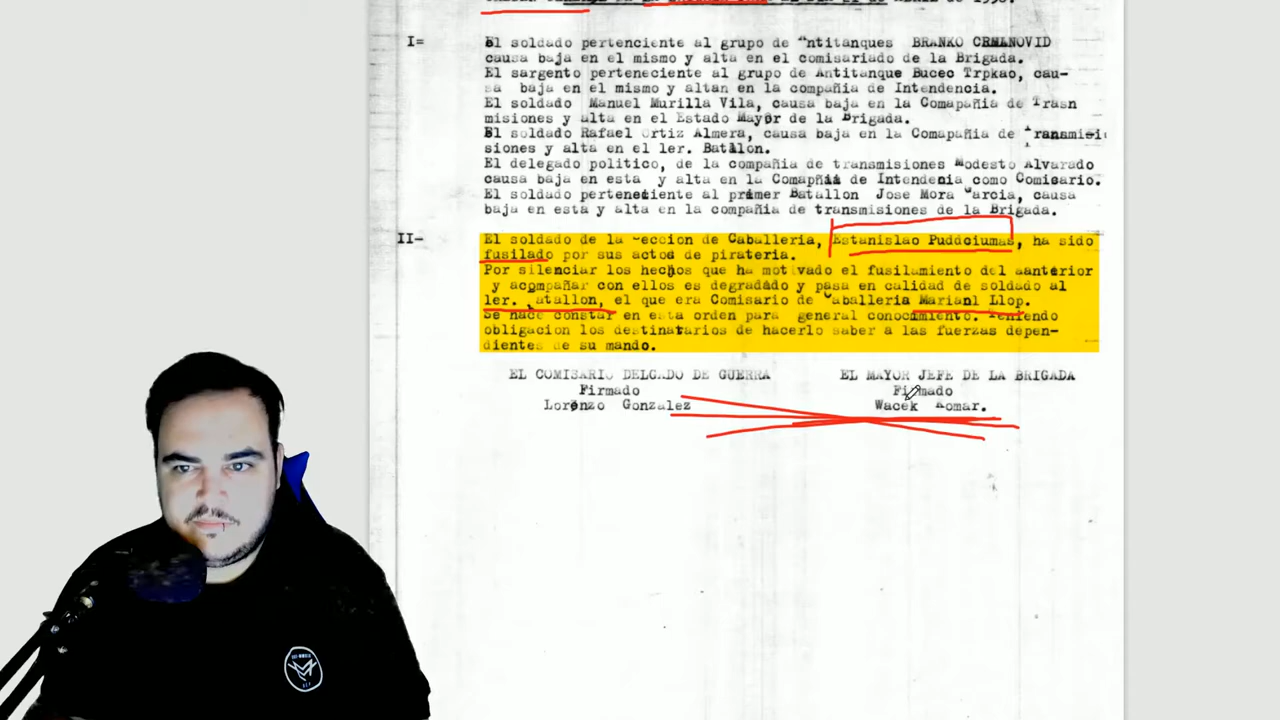 ABRIL de 1938.
I= El soldado pertenciente al grupo de Antitanques BRANKO CRNLNOVID
causa baja en el mismo y alta en el comisariado de la Brigada.
El sargento perteneciente al grupo de Antitanque Buceo Trpkao, cau-
sa baja en el mismo y altan en la compañia de Intendencia.
El soldado Manuel Murilla Vila, causa baja en la Comapañia de Trasn
misiones y alta en el Estado Mayor de la Brigada.
El soldado Rafael Ortiz Almera, causa baja en la Comapañia de Transmisi
siones y alta en el 1er. Batallon.
El delegado politico, de la compañia de transmisiones Modesto Alvarado
causa baja en esta y alta en la Comapñia de Intendenia como Comisario.
El soldado perteneciente al primer Batallon Jose Mora Garcia, causa
baja en esta y alta en la compañia de transmisiones de la Brigada.
II- El soldado de la Seccion de Caballeria, Estanislao Puddciumas, ha sido
fusilado por sus actos de pirateria.
Por silenciar los hechos que ha motivado el fusilamiento del aanterior
y acompañar con ellos es degradado y pasa en calidad de soldado al
1er. Batallon, el que era Comisario de Caballeria Marianl Llop.
Se hace constar en esta orden para general conocimiento. Teniendo
obligacion los destinatarios de hacerlo saber a las fuerzas depen-
dientes de su mando.
EL COMISARIO DELGADO DE GUERRA EL MAYOR JEFE DE LA BRIGADA
Firmado Firmado
Lorenzo Gonzalez Wacek Komar.